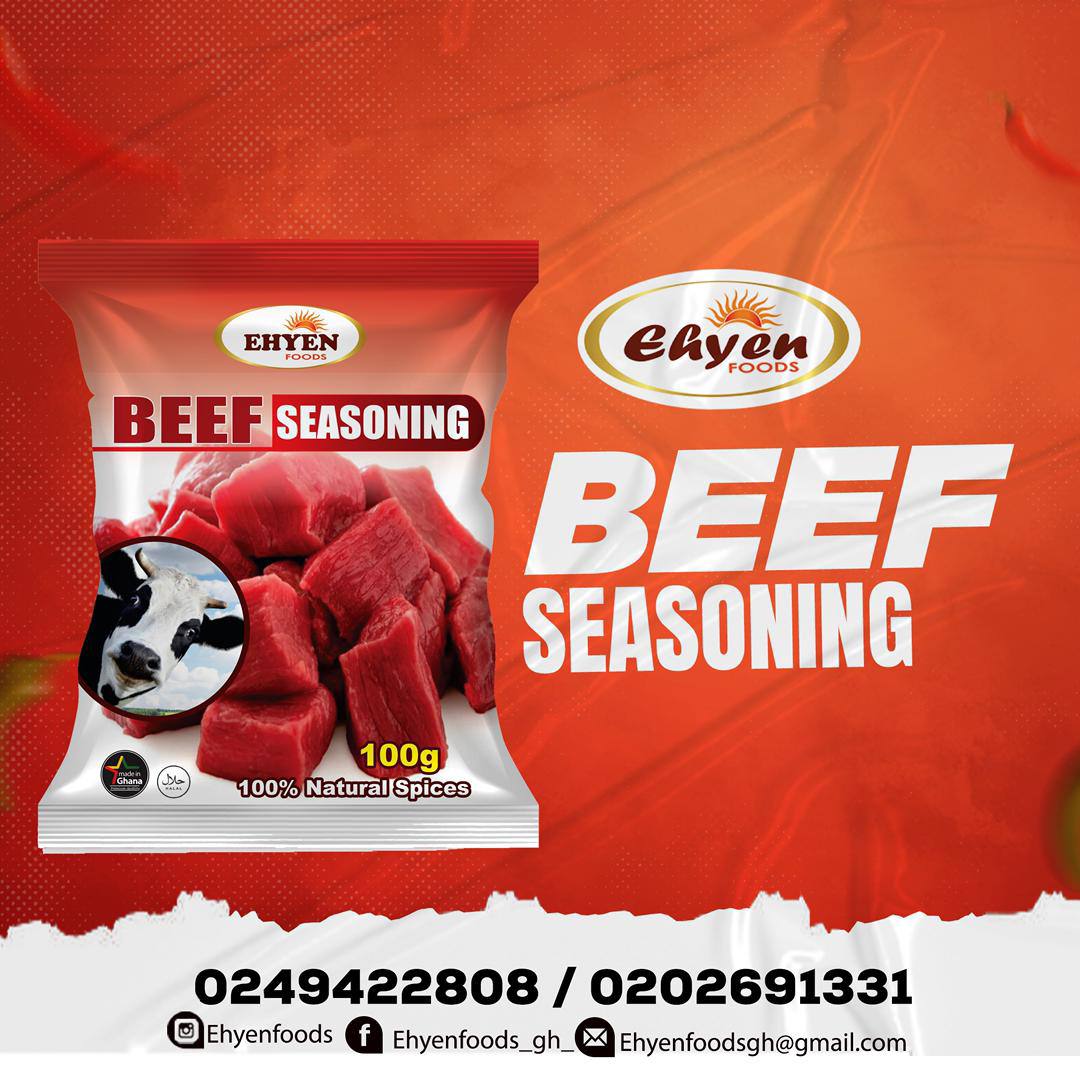 EHYEN
FOODS
BEEF SEASONING
100g
100% Natural Spices
made in
Ghana
حلال
HALAL
Ehyen
FOODS
BEEF
SEASONING
0249422808 / 0202691331
Ehyenfoods f Ehyenfoods_gh_ Ehyenfoodsgh@gmail.com